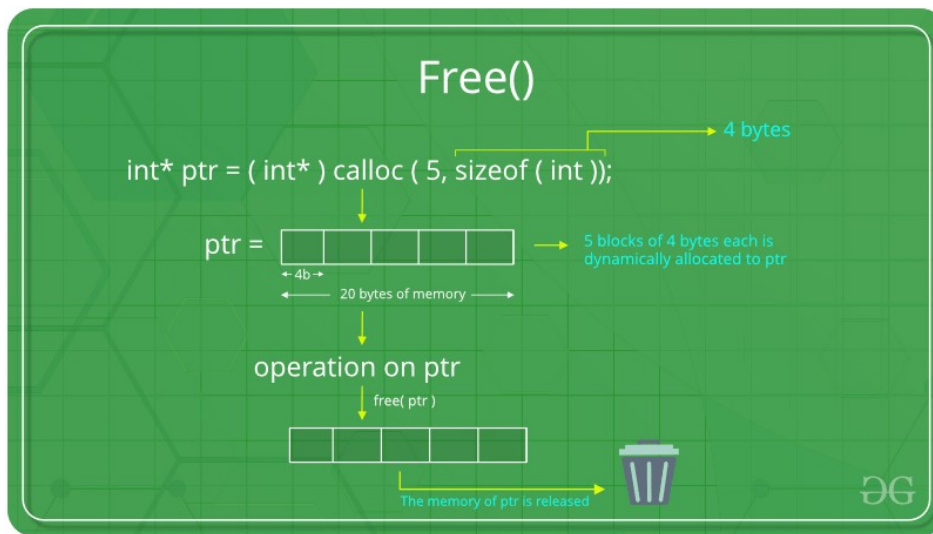 Free()
4 bytes
int* ptr = ( int* ) calloc ( 5, sizeof ( int ));
ptr =
5 blocks of 4 bytes each is
dynamically allocated to ptr
4b
20 bytes of memory
operation on ptr
free( ptr )
The memory of ptr is released